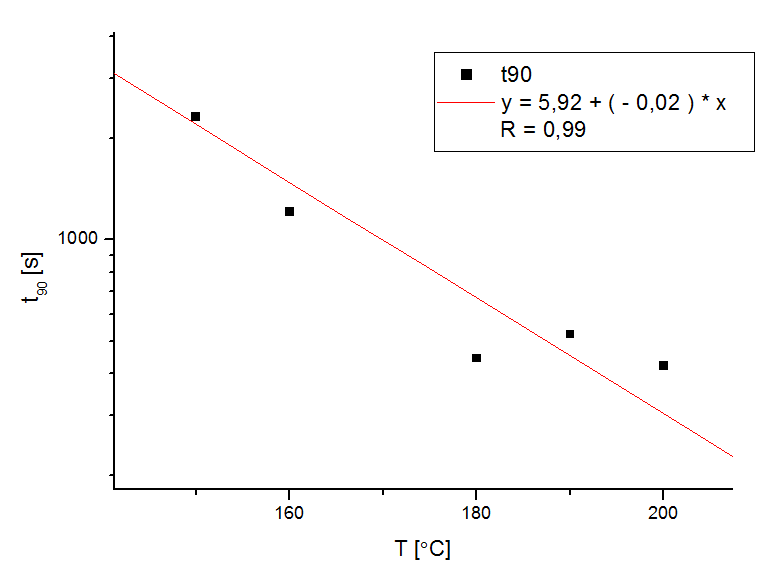 t90
y = 5,92 + ( - 0,02 ) * x
R = 0,99
1000
t90 [s]
160
180
200
T [°C]